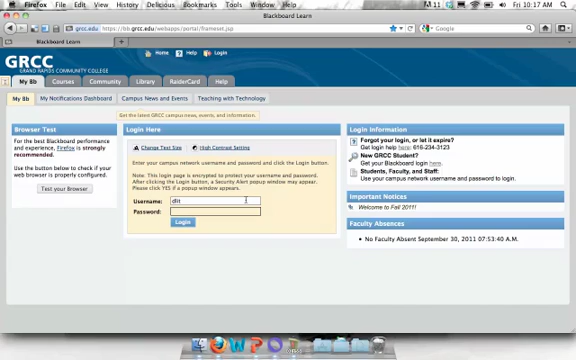 Firefox File Edit View History Delicious Bookmarks Tools Window Help
11
Fri 10:17 AM
Blackboard Learn
grcc.edu https://bb.grcc.edu/webapps/portal/frameset.jsp
Google
Blackboard Learn
Home Help Login
GRCC
GRAND RAPIDS COMMUNITY COLLEGE
My Bb Courses Community Library RaiderCard Help
My Bb My Notifications Dashboard Campus News and Events Teaching with Technology
Get the latest GRCC campus news, events, and information.
Browser Test
For the best Blackboard performance and experience, Firefox is strongly recommended.
Use the button below to check if your web browser is properly configured.
Test your Browser
Login Here
Change Text Size High Contrast Setting
Enter your campus network username and password and click the Login button.
Note: This login page is encrypted to protect your username and password.
After clicking the Login button, a Security Alert popup window may appear.
Please click YES if a popup window appears.
Username: dlit
Password:
Login
Login Information
Forgot your login, or let it expire?
Get login help here: 616-234-3123
New GRCC Student?
Get your Blackboard login here.
Students, Faculty, and Staff:
Use your campus network username and password to login.
Important Notices
Welcome to Fall 2011!
Faculty Absences
No Faculty Absent September 30, 2011 07:53:40 A.M.